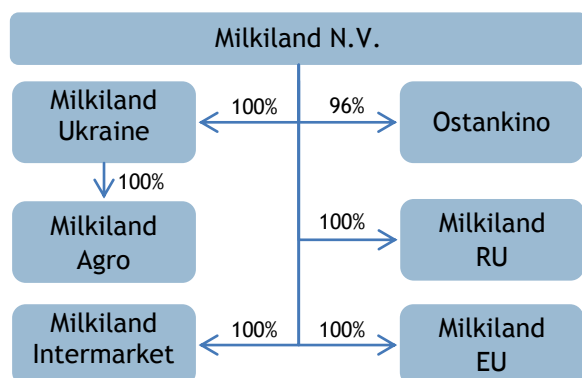 Milkiland N.V.
Milkiland
Ukraine
100%
96%
Ostankino
100%
Milkiland
Agro
100%
Milkiland
RU
Milkiland
Intermarket
100%
100%
Milkiland
EU